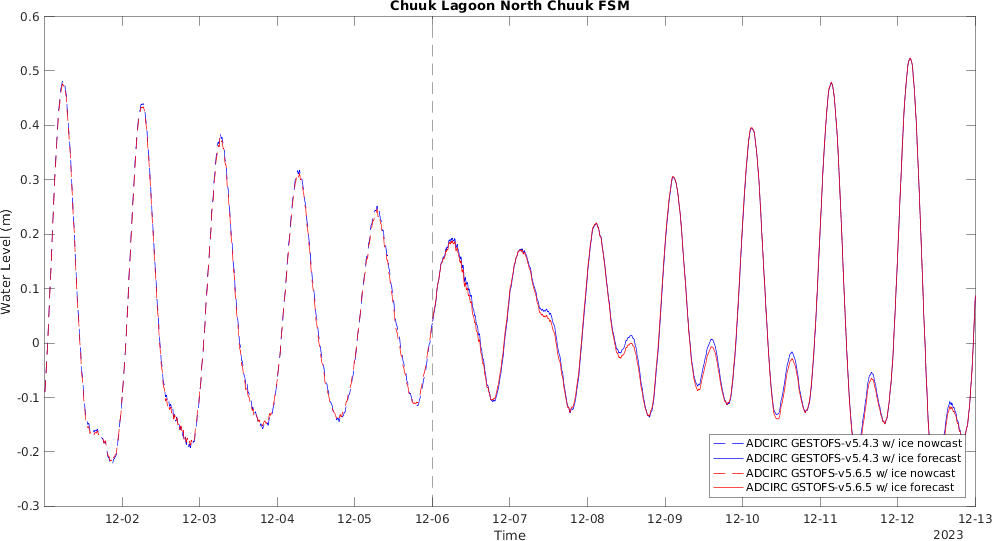 Chuuk Lagoon North Chuuk FSM
0.6
0.5
0.4
0.3
0.2
0.1
0
-0.1
-0.2
-0.3
Water Level (m)
ADCIRC GESTOFS-v5.4.3 w/ ice nowcast
ADCIRC GESTOFS-v5.4.3 w/ ice forecast
ADCIRC GSTOFS-v5.6.5 w/ ice nowcast
ADCIRC GSTOFS-v5.6.5 w/ ice forecast
12-02 12-03 12-04 12-05 12-06 12-07 12-08 12-09 12-10 12-11 12-12 12-13
Time
2023